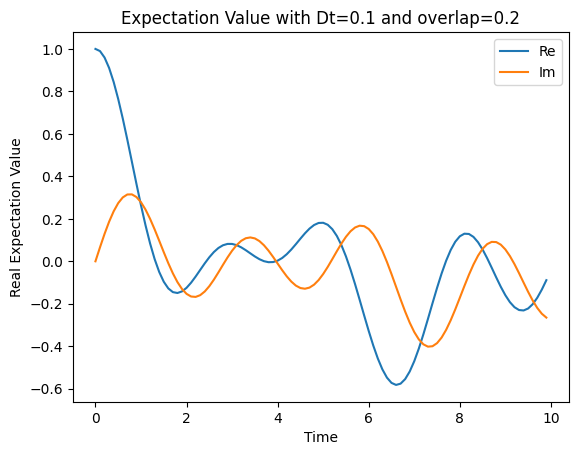 Expectation Value with Dt=0.1 and overlap=0.2
Re
Im
Real Expectation Value
1.0
0.8
0.6
0.4
0.2
0.0
−0.2
−0.4
−0.6
0 2 4 6 8 10
Time